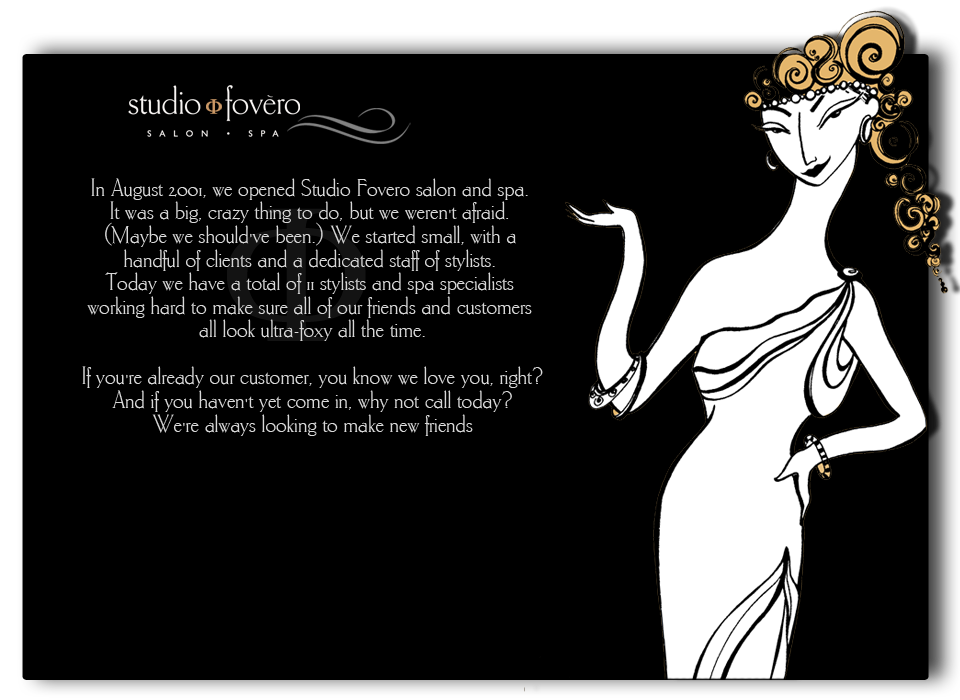 studio Φ fovèro
SALON • SPA
In August 2001, we opened Studio Fovero salon and spa.
It was a big, crazy thing to do, but we weren't afraid.
(Maybe we should've been.) We started small, with a
handful of clients and a dedicated staff of stylists.
Today we have a total of 11 stylists and spa specialists
working hard to make sure all of our friends and customers
all look ultra-foxy all the time.
If you're already our customer, you know we love you, right?
And if you haven't yet come in, why not call today?
We're always looking to make new friends